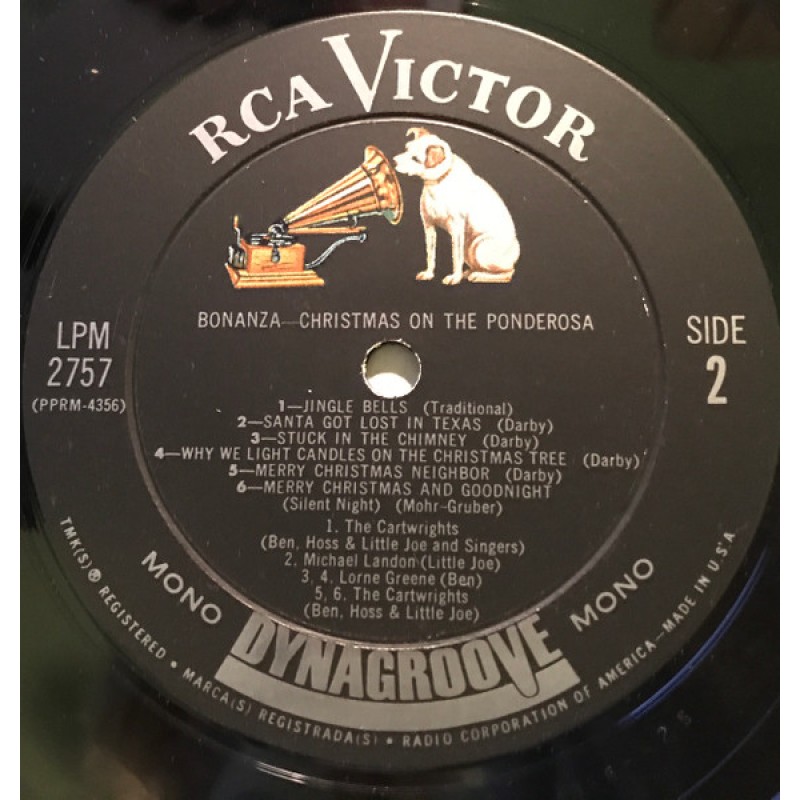 RCA VICTOR
BONANZA—CHRISTMAS ON THE PONDEROSA
LPM
2757
(PPRM-4356)
SIDE
2
1—JINGLE BELLS (Traditional)
2—SANTA GOT LOST IN TEXAS (Darby)
3—STUCK IN THE CHIMNEY (Darby)
4—WHY WE LIGHT CANDLES ON THE CHRISTMAS TREE (Darby)
5—MERRY CHRISTMAS NEIGHBOR (Darby)
6—MERRY CHRISTMAS AND GOODNIGHT
(Silent Night) (Mohr-Gruber)
1. The Cartwrights
(Ben, Hoss & Little Joe and Singers)
2. Michael Landon (Little Joe)
3, 4. Lorne Greene (Ben)
5, 6. The Cartwrights
(Ben, Hoss & Little Joe)
MONO
DYNAGROOVE
MONO
TMK(S) ® REGISTERED • MARCA(S) REGISTRADA(S) • RADIO CORPORATION OF AMERICA—MADE IN U.S.A.